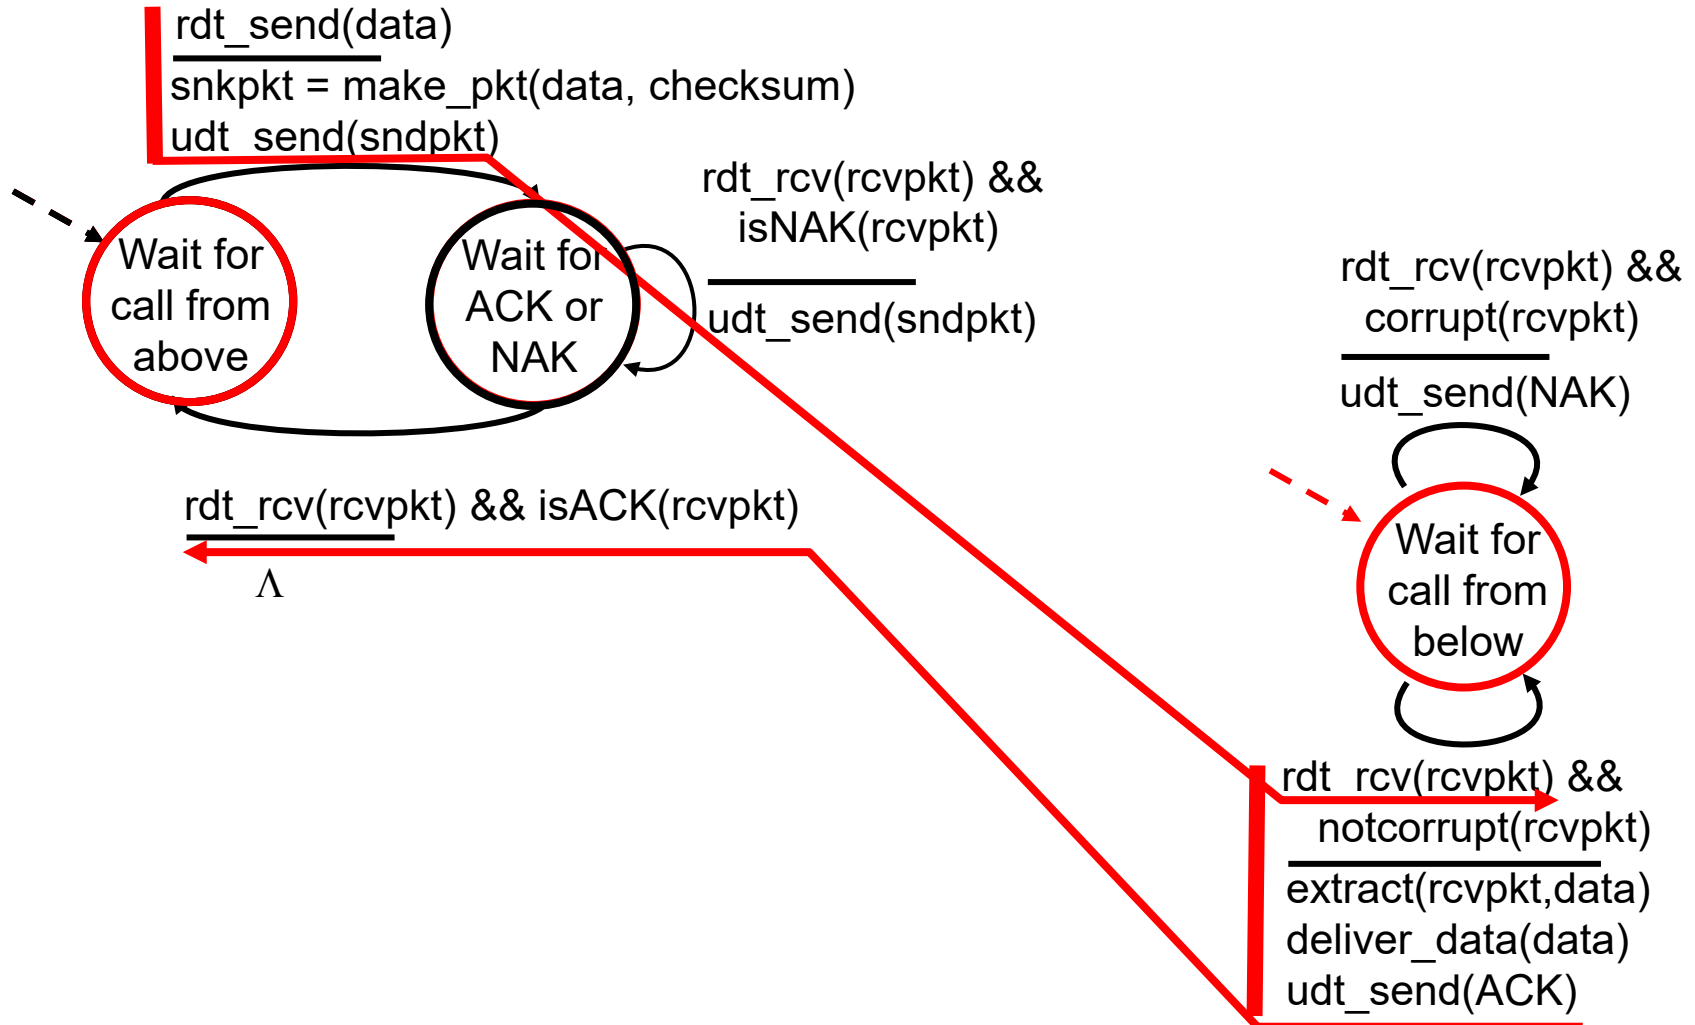 rdt_send(data)
snkpkt = make_pkt(data, checksum)
udt_send(sndpkt)
Wait for
call from
above
Wait for
ACK or
NAK
rdt_rcv(rcvpkt) &&
isNAK(rcvpkt)
udt_send(sndpkt)
rdt_rcv(rcvpkt) && isACK(rcvpkt)
Λ
rdt_rcv(rcvpkt) &&
corrupt(rcvpkt)
udt_send(NAK)
Wait for
call from
below
rdt_rcv(rcvpkt) &&
notcorrupt(rcvpkt)
extract(rcvpkt,data)
deliver_data(data)
udt_send(ACK)